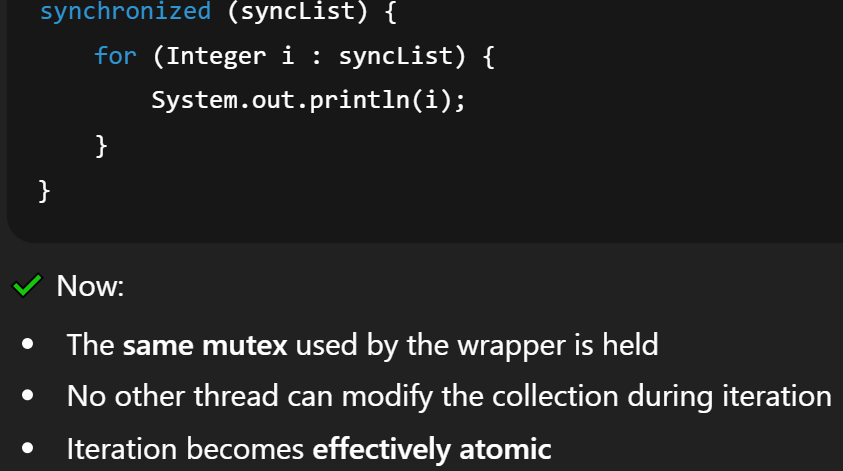 synchronized (syncList) {
    for (Integer i : syncList) {
        System.out.println(i);
    }
}
✔ Now:
• The same mutex used by the wrapper is held
• No other thread can modify the collection during iteration
• Iteration becomes effectively atomic